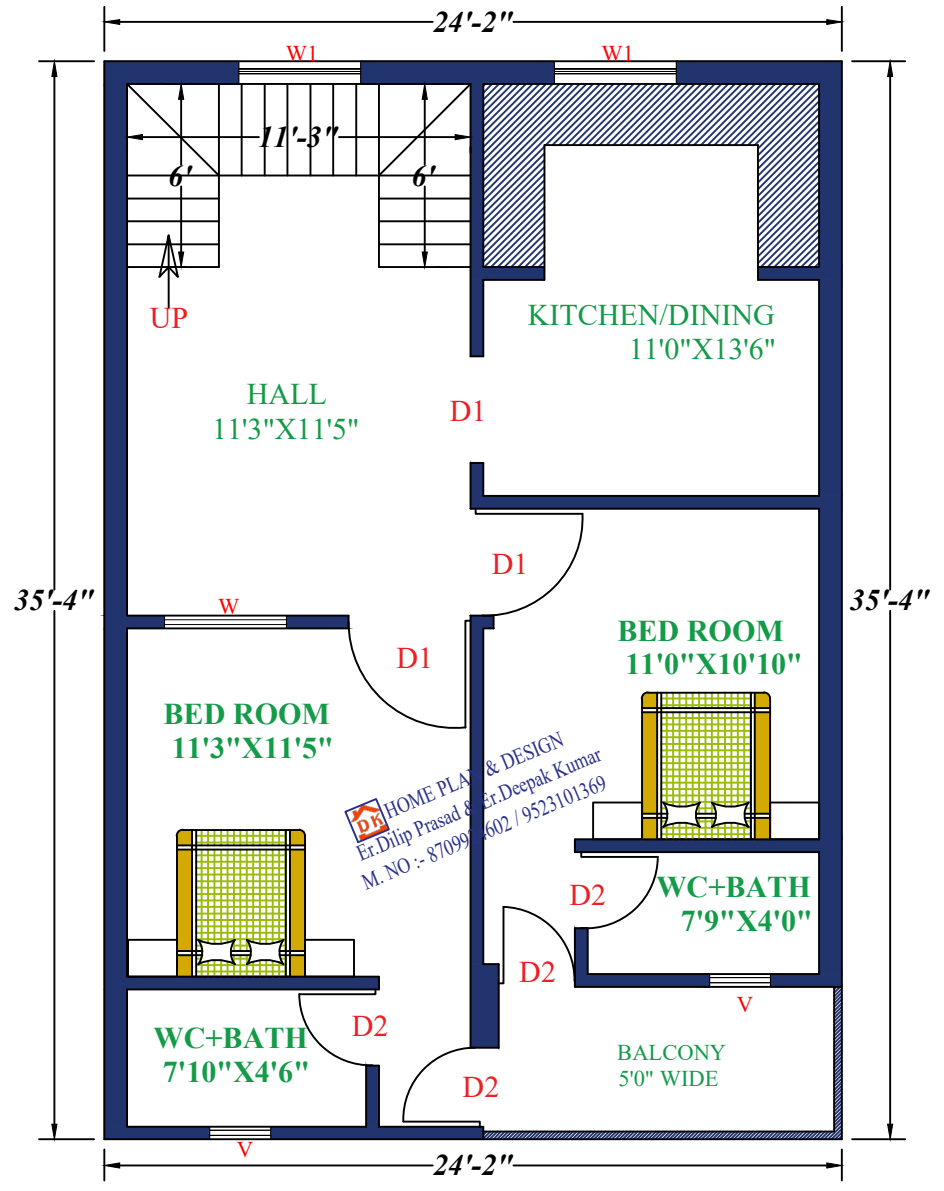 24'-2"
W1
W1
11'-3"
6'
6'
UP
KITCHEN/DINING
11'0"X13'6"
HALL
11'3"X11'5"
D1
D1
35'-4"
35'-4"
W
D1
BED ROOM
11'0"X10'10"
BED ROOM
11'3"X11'5"
HOME PLAN & DESIGN
Er.Dilip Prasad & Er.Deepak Kumar
M. NO :- / 9523101369
DK
D2
WC+BATH
7'9"X4'0"
D2
V
D2
WC+BATH
7'10"X4'6"
BALCONY
5'0" WIDE
D2
V
24'-2"